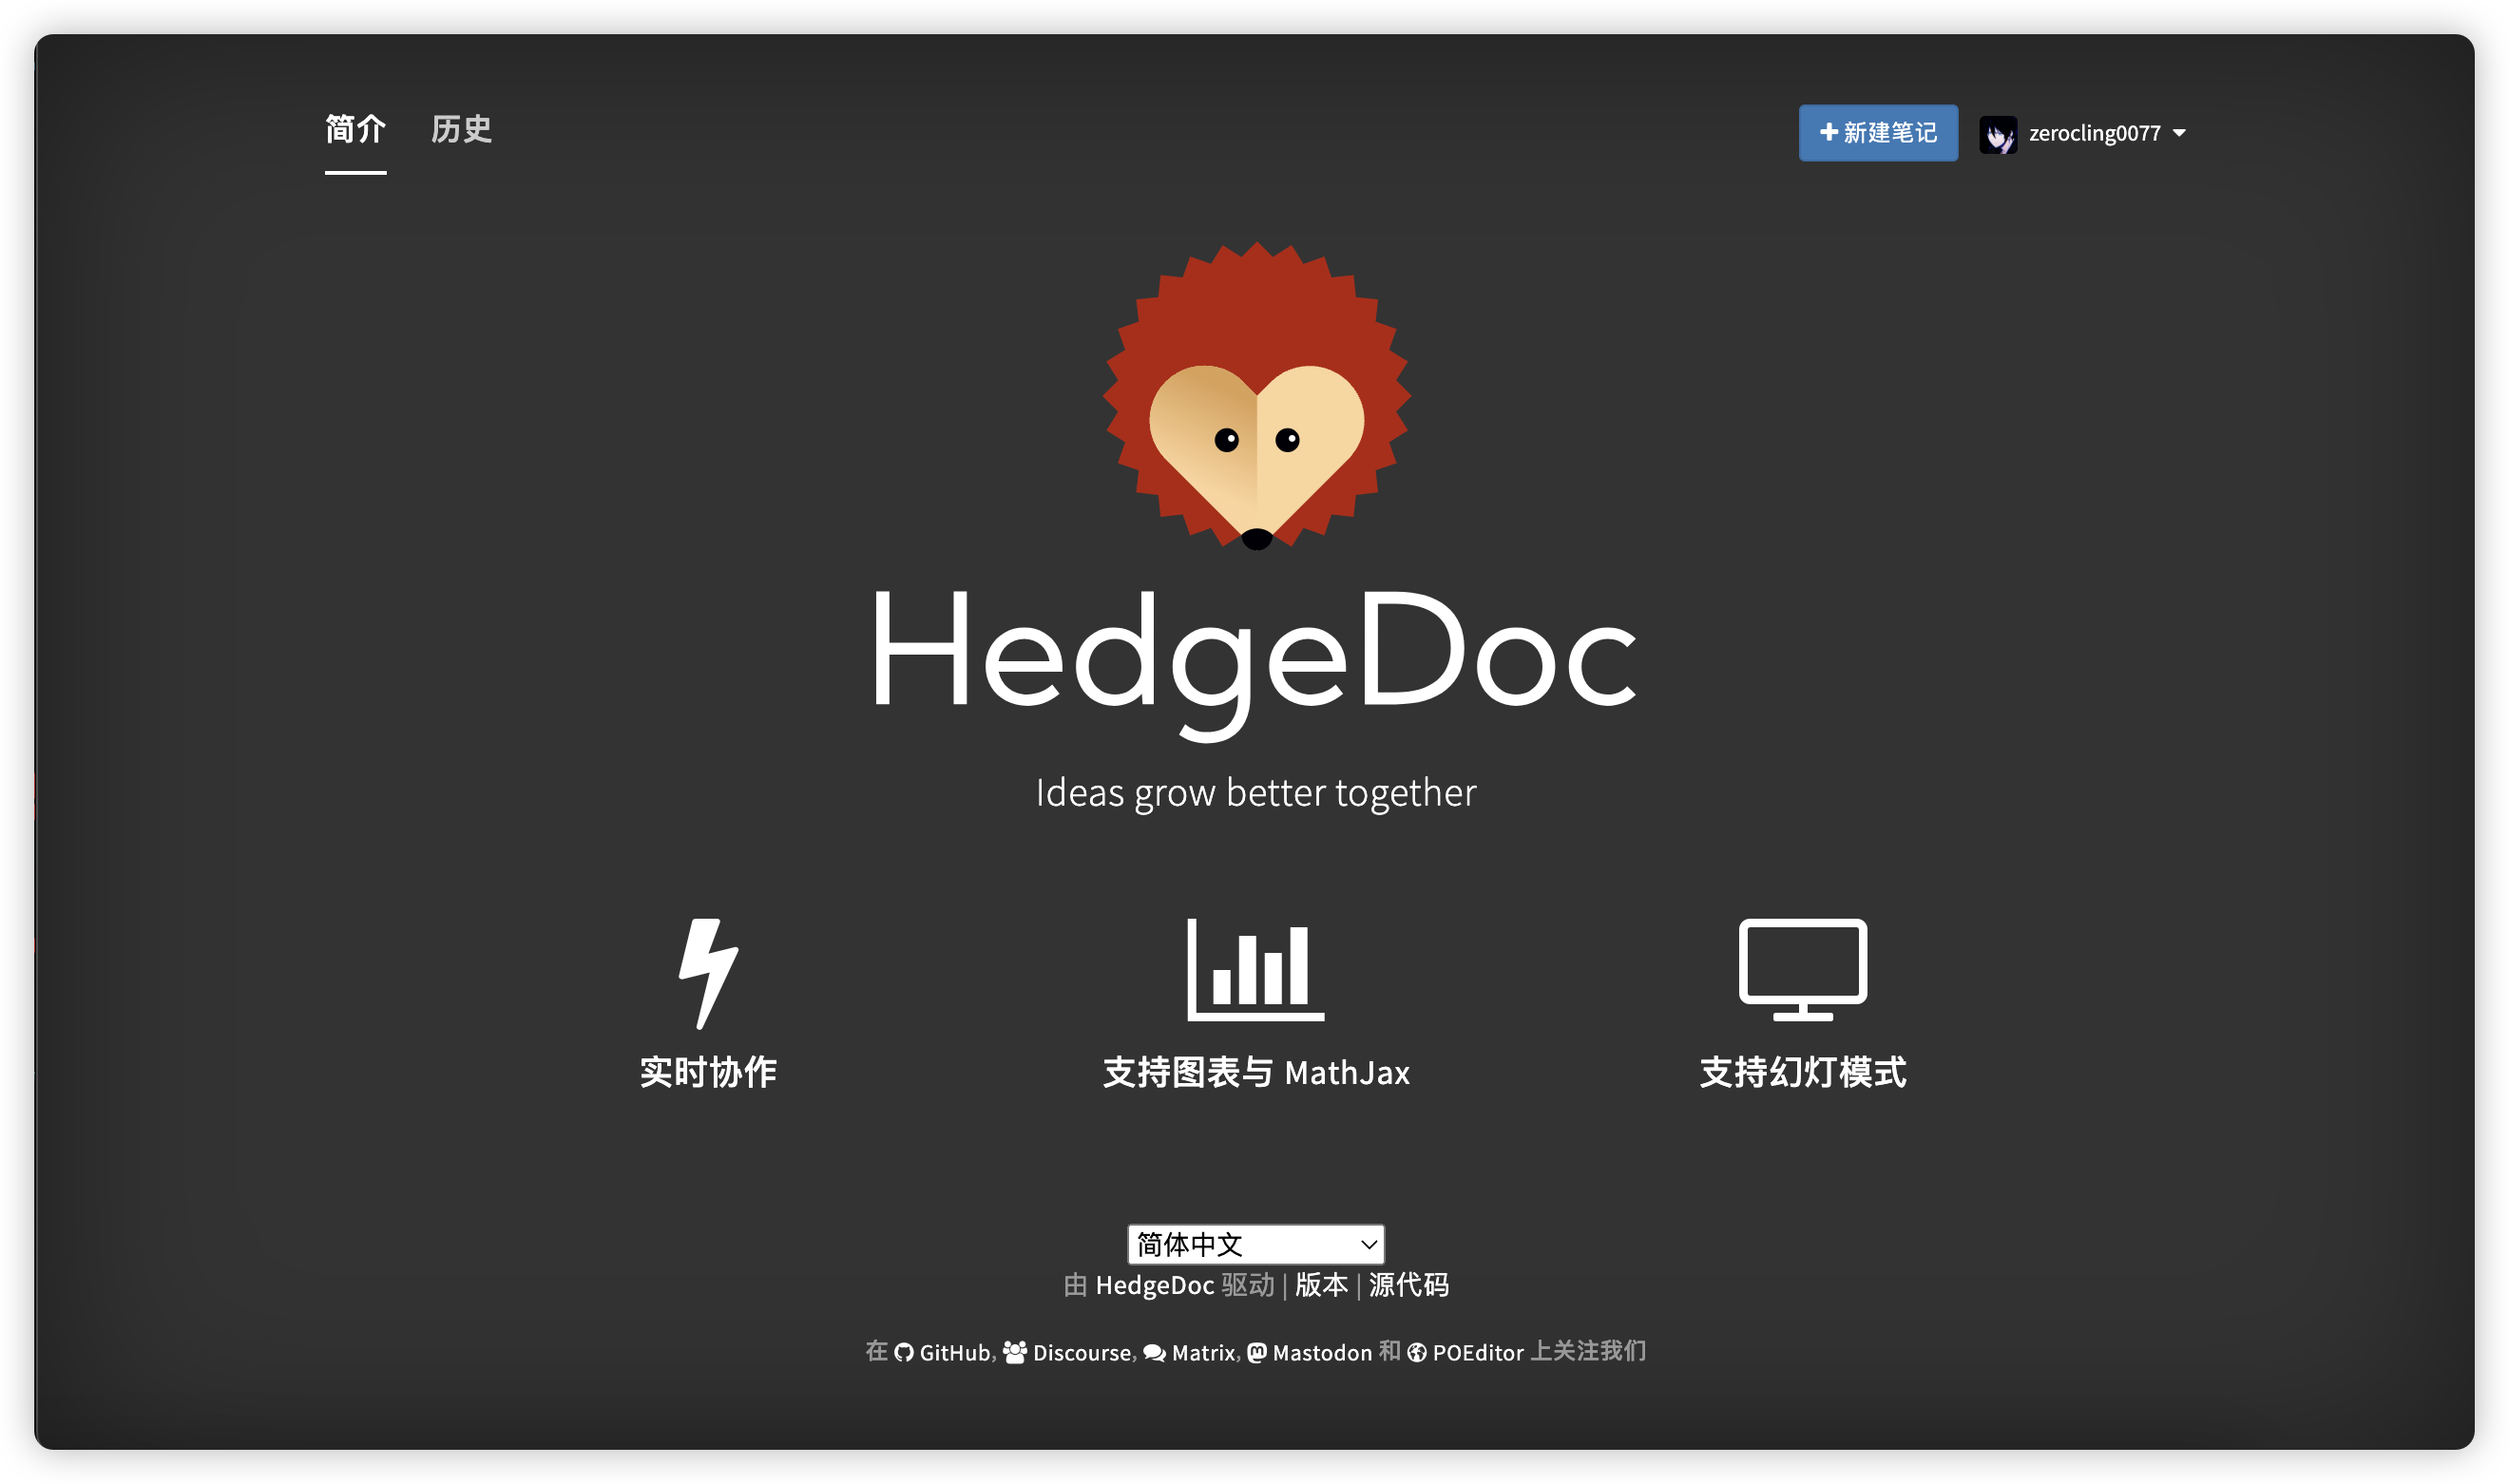 简介 历史 新建笔记 zerocling0077
HedgeDoc
Ideas grow better together
实时协作 支持图表与 MathJax 支持幻灯模式
简体中文
由 HedgeDoc 驱动 | 版本 | 源代码
在 GitHub, Discourse, Matrix, Mastodon 和 POEditor 上关注我们